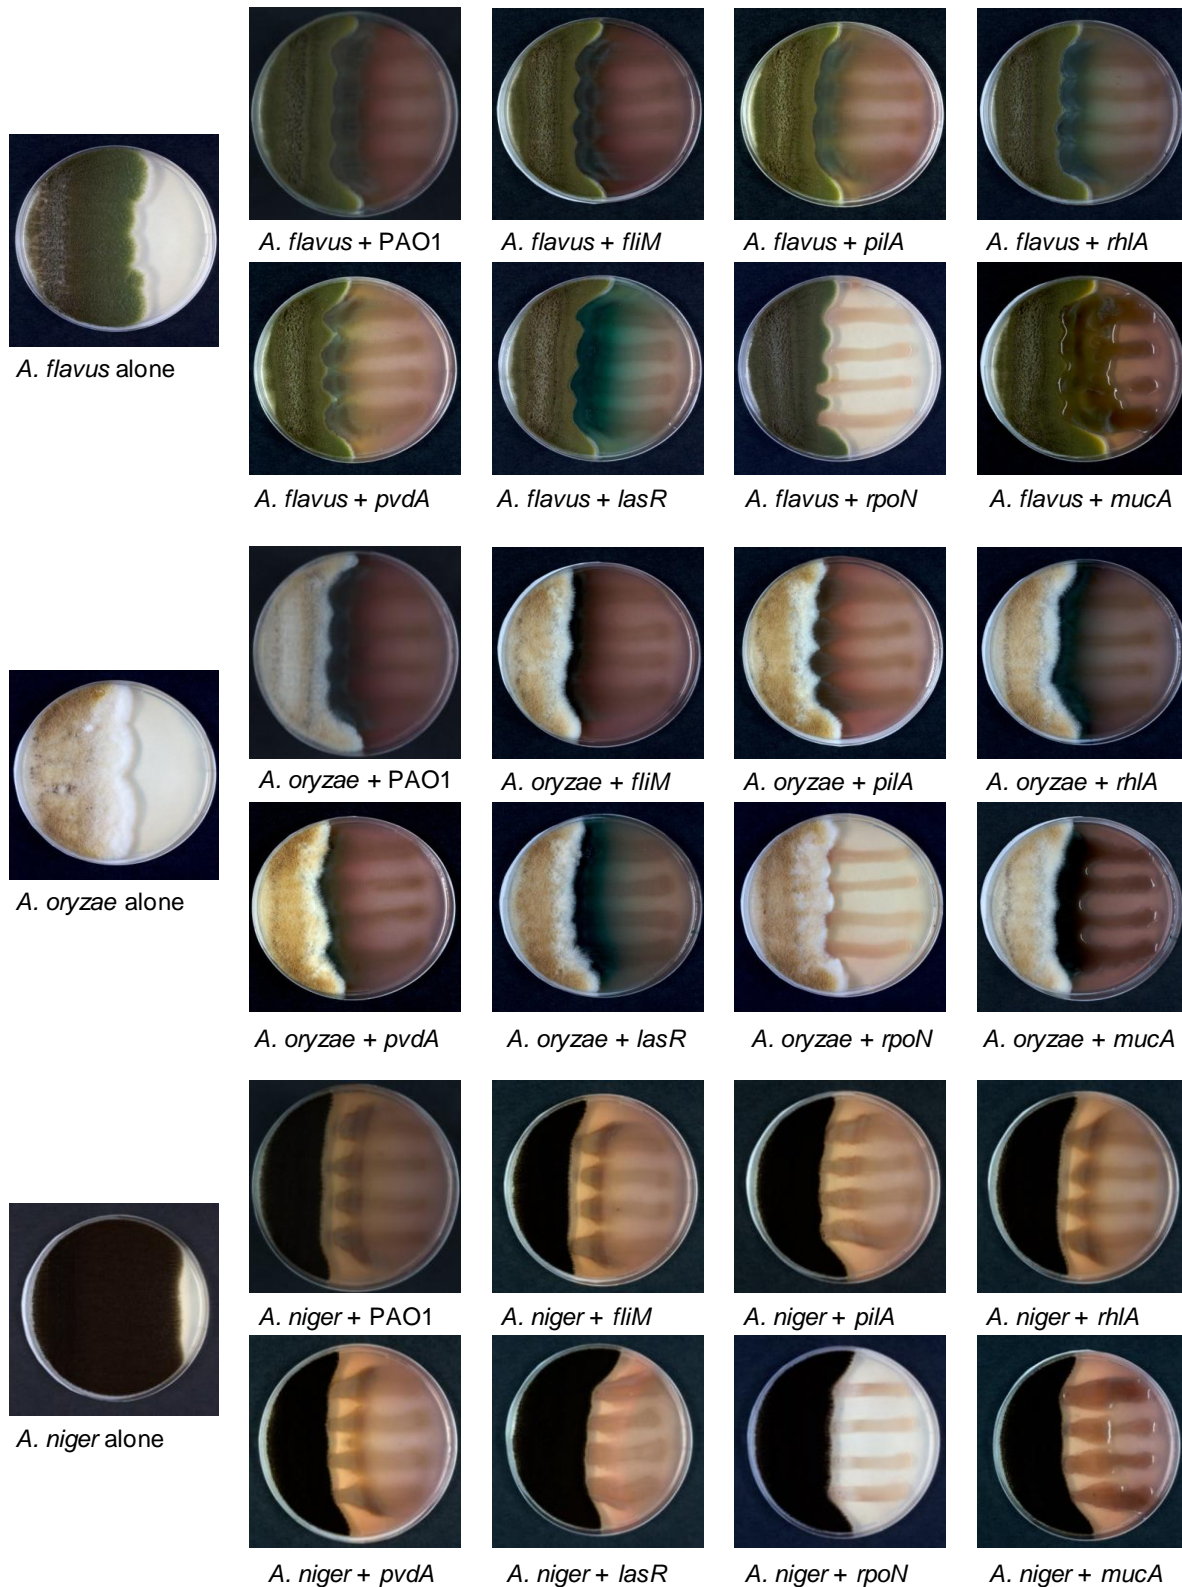 A. flavus + PAO1
A. flavus + fliM
A. flavus + pilA
A. flavus + rhlA
A. flavus alone
A. flavus + pvdA
A. flavus + lasR
A. flavus + rpoN
A. flavus + mucA
A. oryzae + PAO1
A. oryzae + fliM
A. oryzae + pilA
A. oryzae + rhlA
A. oryzae alone
A. oryzae + pvdA
A. oryzae + lasR
A. oryzae + rpoN
A. oryzae + mucA
A. niger + PAO1
A. niger + fliM
A. niger + pilA
A. niger + rhlA
A. niger alone
A. niger + pvdA
A. niger + lasR
A. niger + rpoN
A. niger + mucA